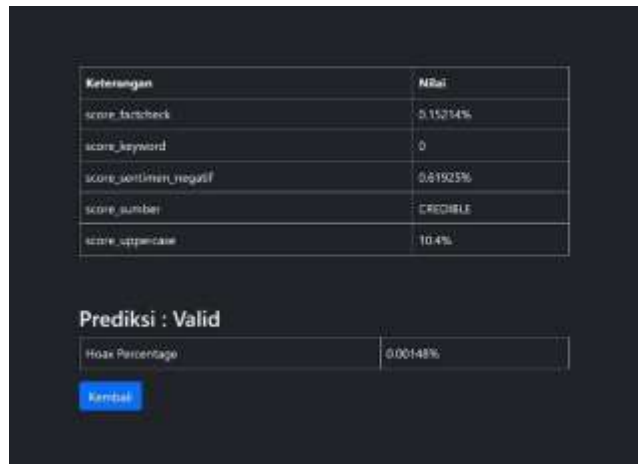 Keterangan Nilai
score_factcheck 0.15214%
score_keyword 0
score_sentimen_negatif 0.61925%
score_sumber CREDIBLE
score_uppercase 10.4%
Prediksi : Valid
Hoax Percentage 0.00148%
Kembali